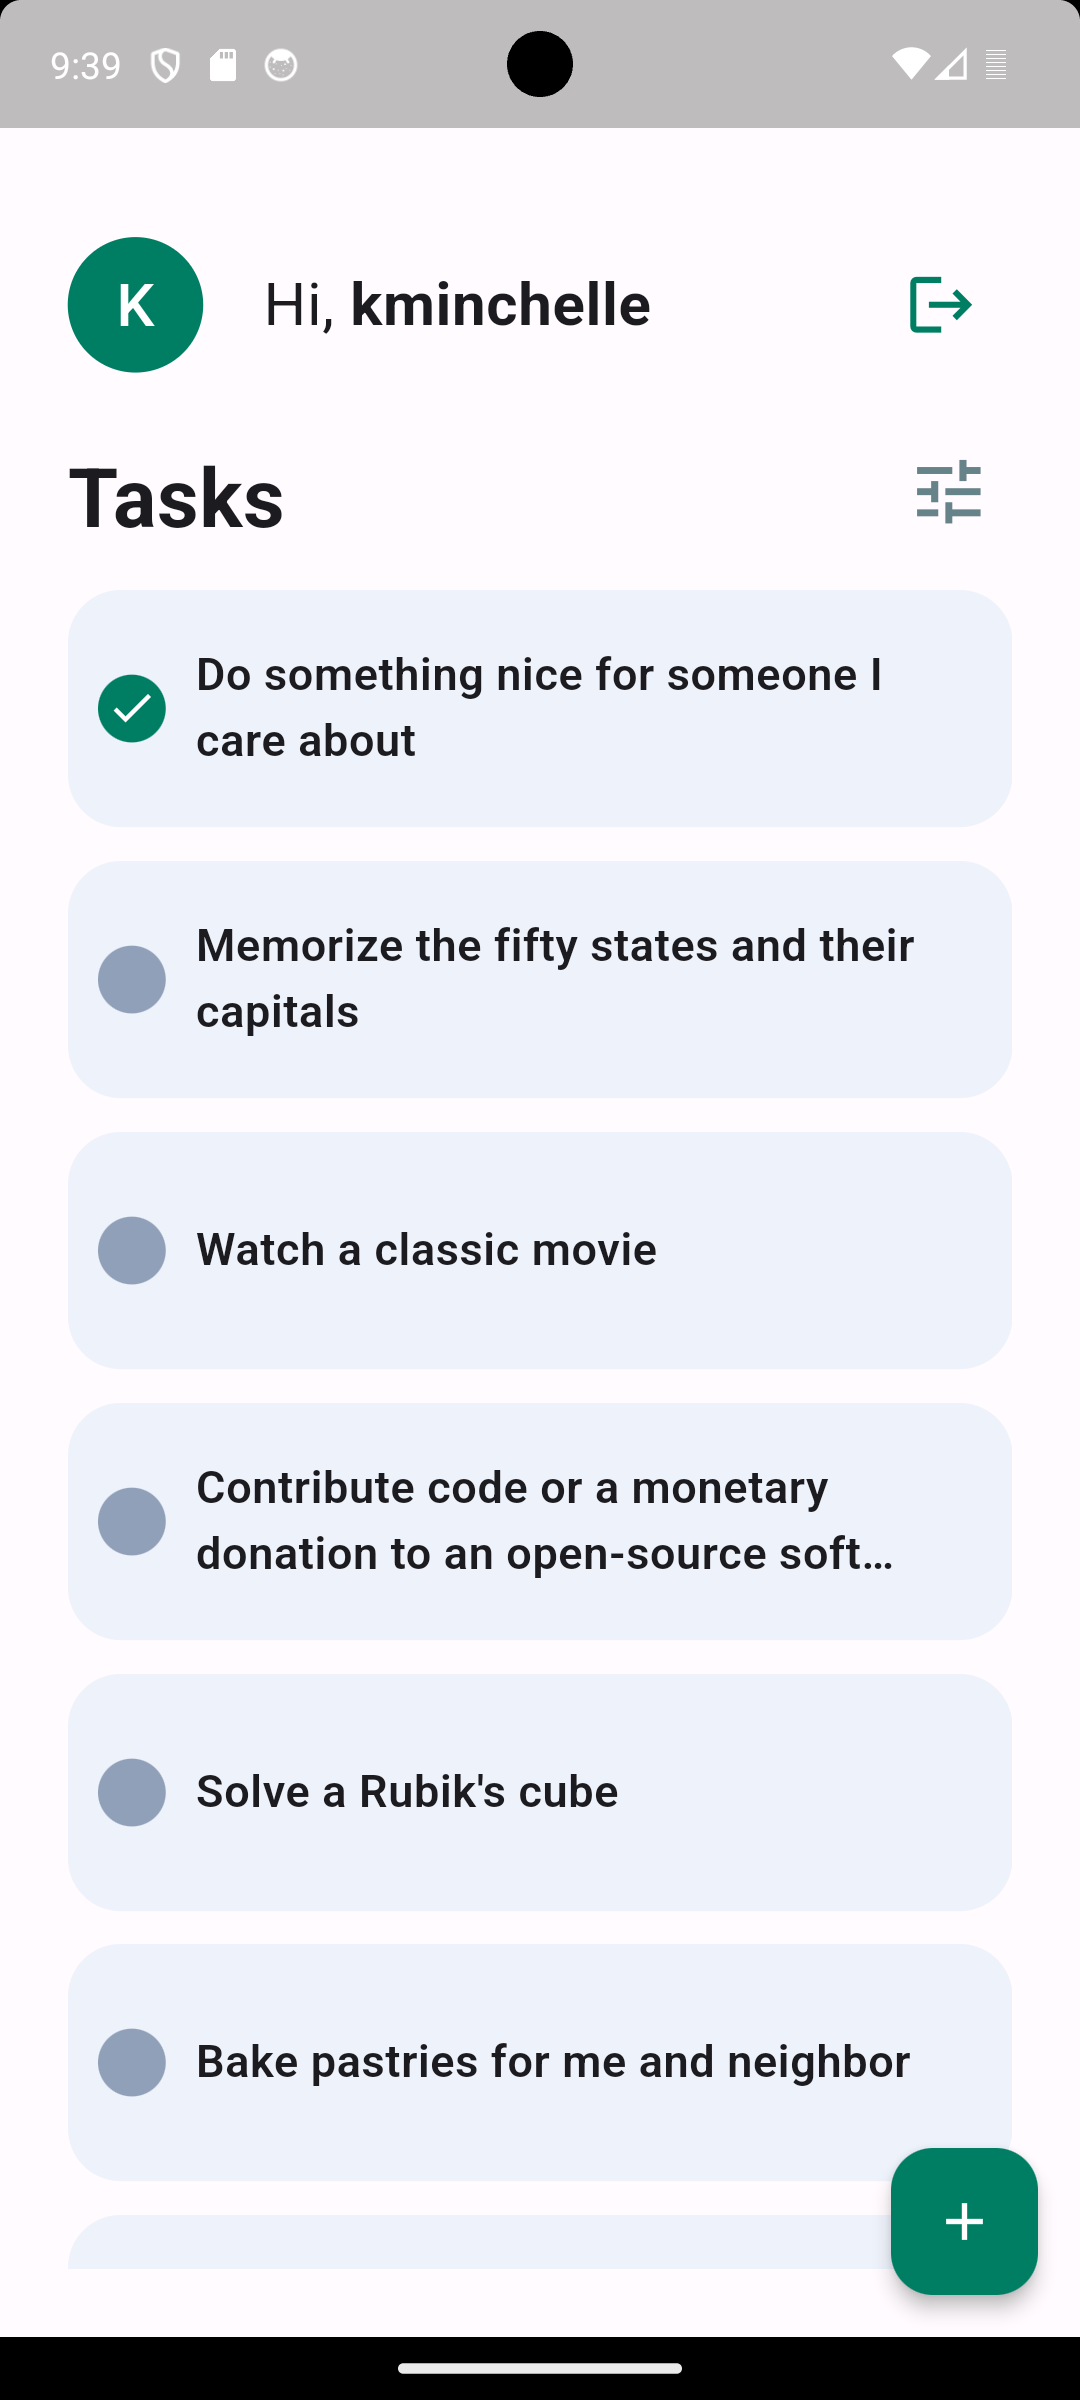 9:39
K
Hi, kminchelle
Tasks
Do something nice for someone I
care about
Memorize the fifty states and their
capitals
Watch a classic movie
Contribute code or a monetary
donation to an open-source soft…
Solve a Rubik's cube
Bake pastries for me and neighbor